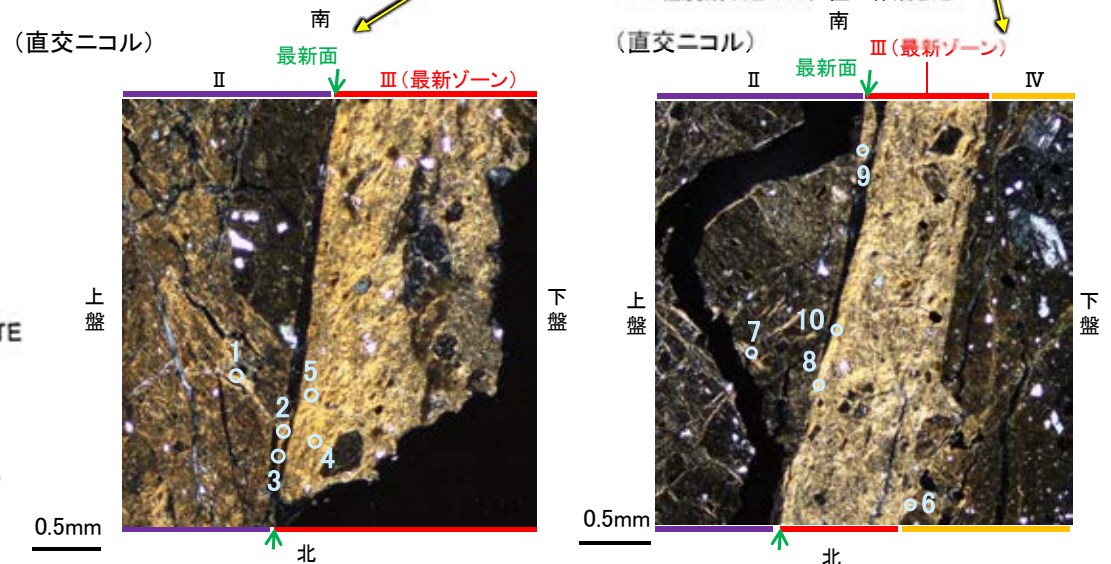 南
(直交ニコル)
最新面
Ⅱ
Ⅲ(最新ゾーン)
上盤
下盤
TE
1
5
2
4
3
0.5mm
北
南
(直交ニコル)
Ⅲ(最新ゾーン)
最新面
Ⅱ
Ⅳ
上盤
下盤
9
10
7
8
6
0.5mm
北